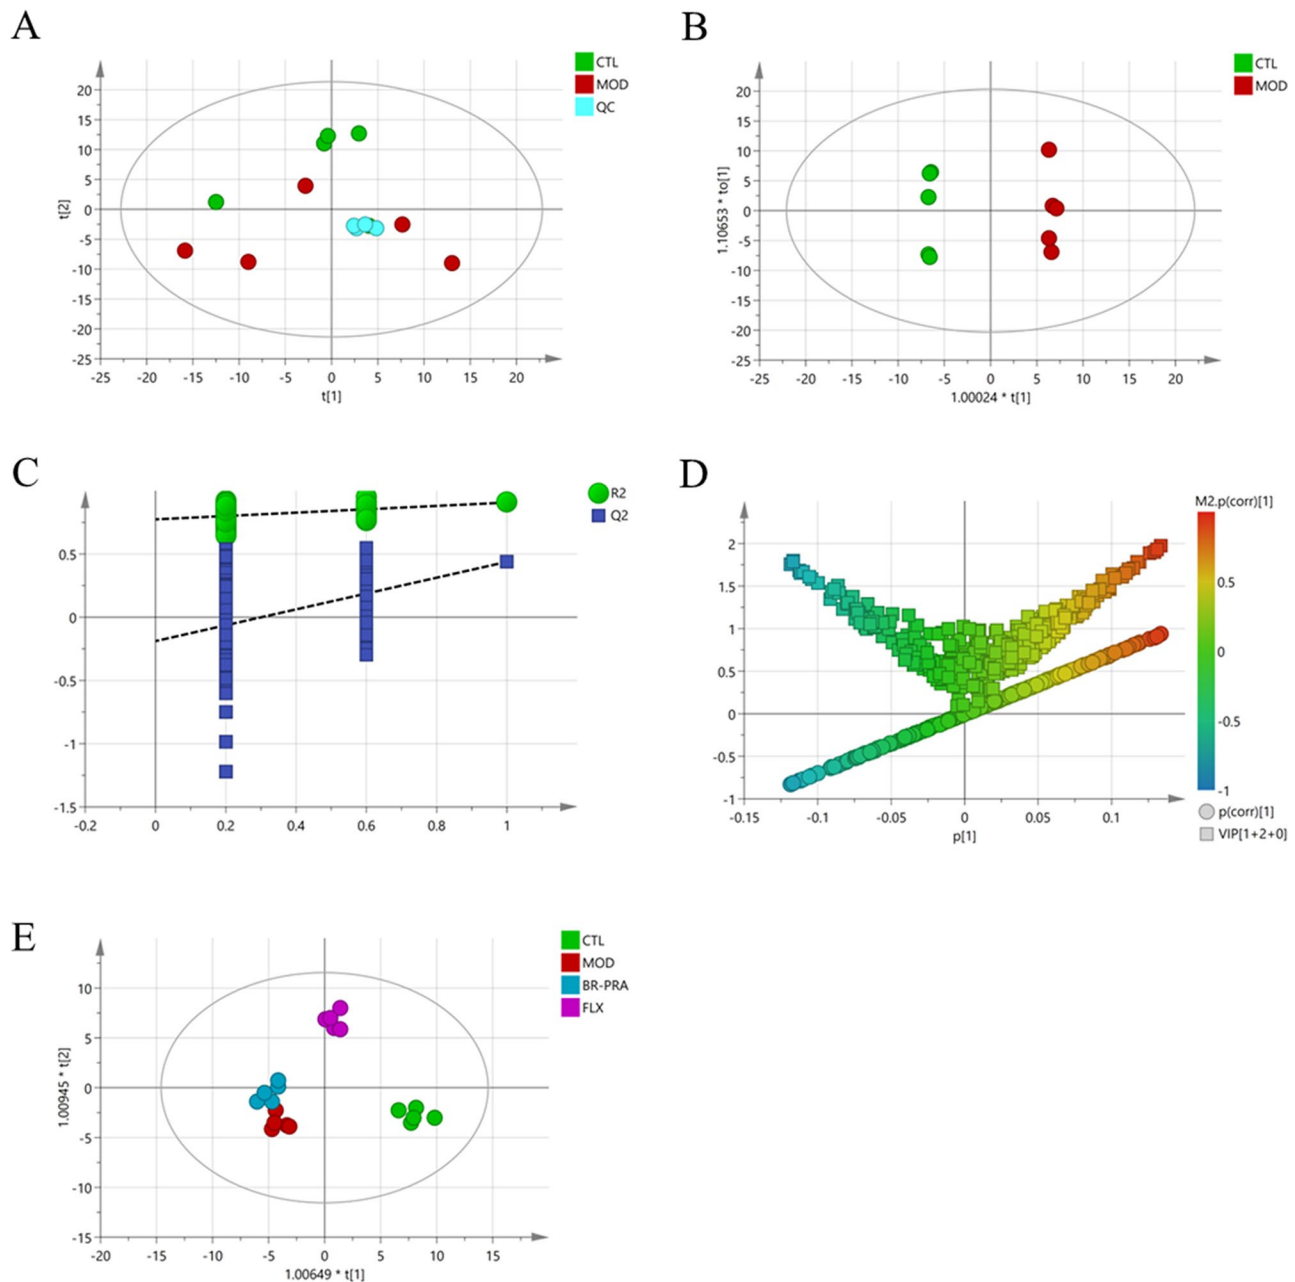 A
CTL
MOD
QC
20
15
10
5
0
-5
-10
-15
-20
-25
t[2]
-25 -20 -15 -10 -5 0 5 10 15 20
t[1]
B
CTL
MOD
20
15
10
5
0
-5
-10
-15
-20
-25
1.10653 * to[1]
-25 -20 -15 -10 -5 0 5 10 15 20
1.00024 * t[1]
C
R2
Q2
0.5
0
-0.5
-1
-1.5
-0.2 0 0.2 0.4 0.6 0.8 1
D
M2.p(corr)[1]
2
1.5
1
0.5
0
-0.5
-1
0.5
0
-0.5
-1
p(corr)[1]
VIP[1+2+0]
-0.15 -0.1 -0.05 0 0.05 0.1
p[1]
E
CTL
MOD
BR-PRA
FLX
10
5
0
-5
-10
-15
1.00945 * t[2]
-20 -15 -10 -5 0 5 10 15
1.00649 * t[1]